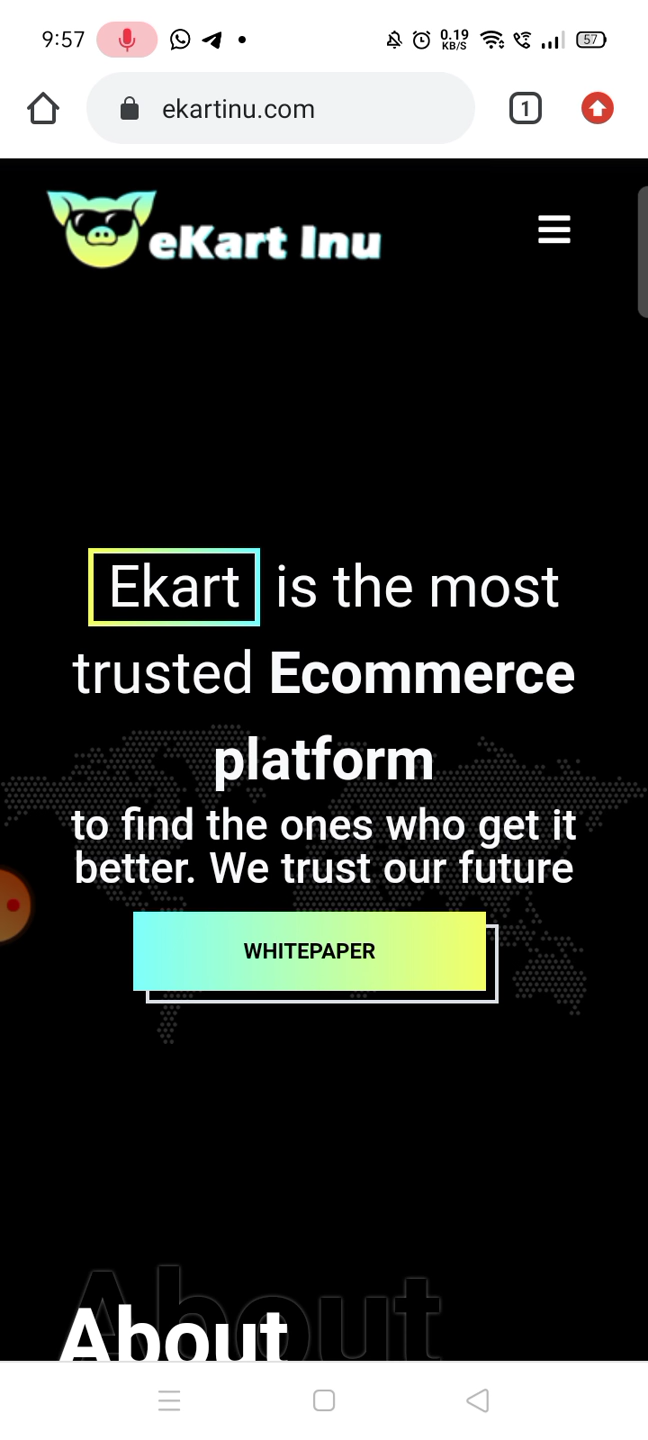 9:57
0.19
KB/S
57
ekartinu.com
1
eKart Inu
Ekart is the most
trusted Ecommerce
platform
to find the ones who get it
better. We trust our future
WHITEPAPER
About
About